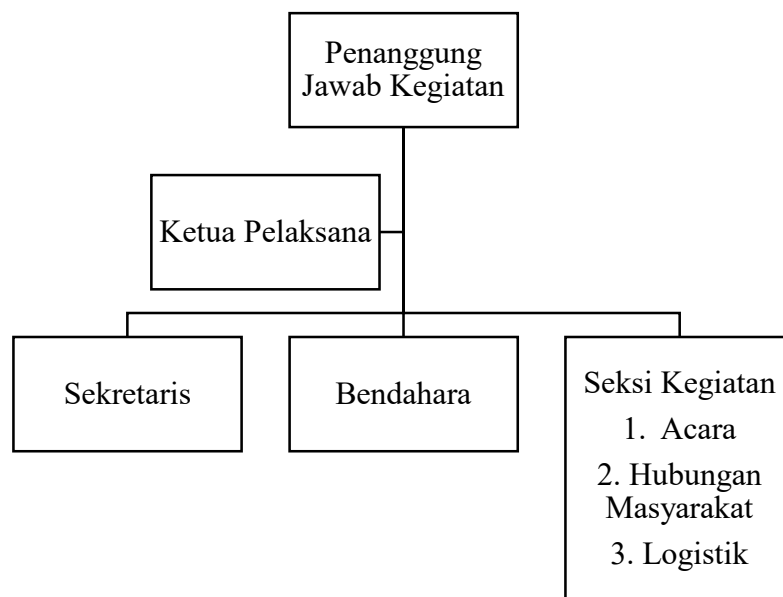 Penanggung
Jawab Kegiatan
Ketua Pelaksana
Sekretaris
Bendahara
Seksi Kegiatan
1. Acara
2. Hubungan
Masyarakat
3. Logistik